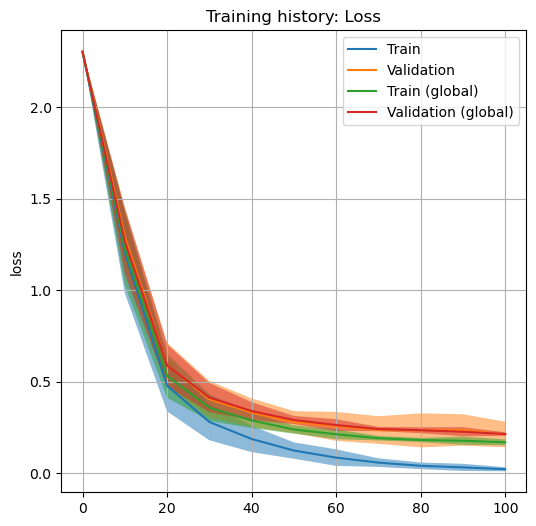 Training history: Loss
Train
Validation
Train (global)
Validation (global)
loss
2.0
1.5
1.0
0.5
0.0
0 20 40 60 80 100